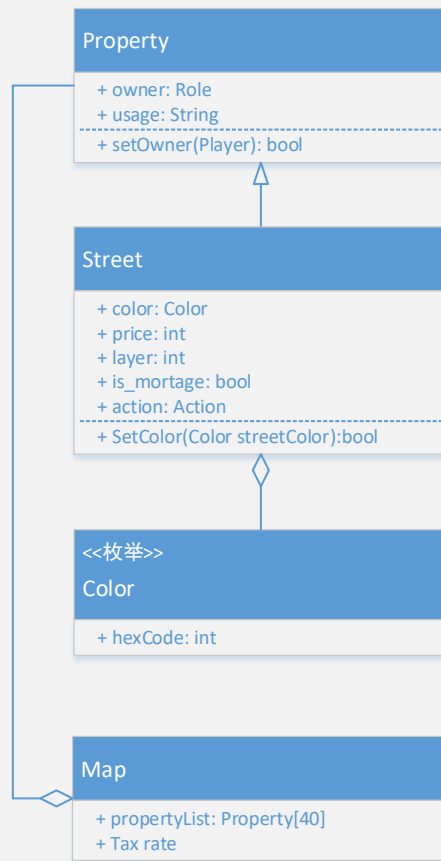 Property
+ owner: Role
+ usage: String
+ setOwner(Player): bool
Street
+ color: Color
+ price: int
+ layer: int
+ is_mortage: bool
+ action: Action
+ SetColor(Color streetColor):bool
<<枚举>>
Color
+ hexCode: int
Map
+ propertyList: Property[40]
+ Tax rate